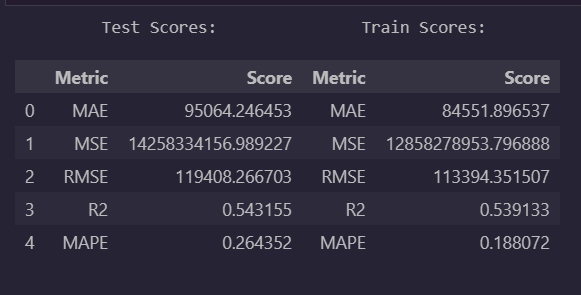 Test Scores: Train Scores:
Metric Score Metric Score
0 MAE 95064.246453 MAE 84551.896537
1 MSE 14258334156.989227 MSE 12858278953.796888
2 RMSE 119408.266703 RMSE 113394.351507
3 R2 0.543155 R2 0.539133
4 MAPE 0.264352 MAPE 0.188072